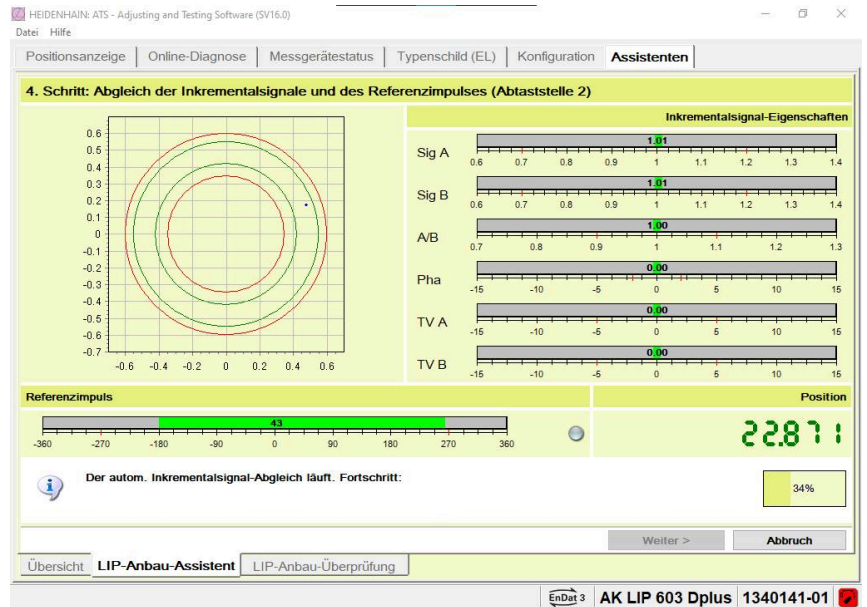 HEIDENHAIN: ATS - Adjusting and Testing Software (SV16.0)
Datei Hilfe
Positionsanzeige Online-Diagnose Messgerätestatus Typenschild (EL) Konfiguration Assistenten
4. Schritt: Abgleich der Inkrementalsignale und des Referenzimpulses (Abtaststelle 2)
Inkrementalsignal-Eigenschaften
0.6
0.5
0.4
0.3
0.2
0.1
0
-0.1
-0.2
-0.3
-0.4
-0.5
-0.6
-0.7
-0.6 -0.4 -0.2 0 0.2 0.4 0.6
Sig A
1.01
0.6 0.7 0.8 0.9 1 1.1 1.2 1.3 1.4
Sig B
1.01
0.6 0.7 0.8 0.9 1 1.1 1.2 1.3 1.4
A/B
1.00
0.7 0.8 0.9 1 1.1 1.2 1.3
Pha
0.00
-15 -10 -5 0 5 10 15
TV A
0.00
-15 -10 -5 0 5 10 15
TV B
0.00
-15 -10 -5 0 5 10 15
Referenzimpuls
43
-360 -270 -180 -90 0 90 180 270 360
Position
22.871
Der autom. Inkrementalsignal-Abgleich läuft. Fortschritt:
34%
Weiter > Abbruch
Übersicht LIP-Anbau-Assistent LIP-Anbau-Überprüfung
EnDat 3 AK LIP 603 Dplus 1340141-01